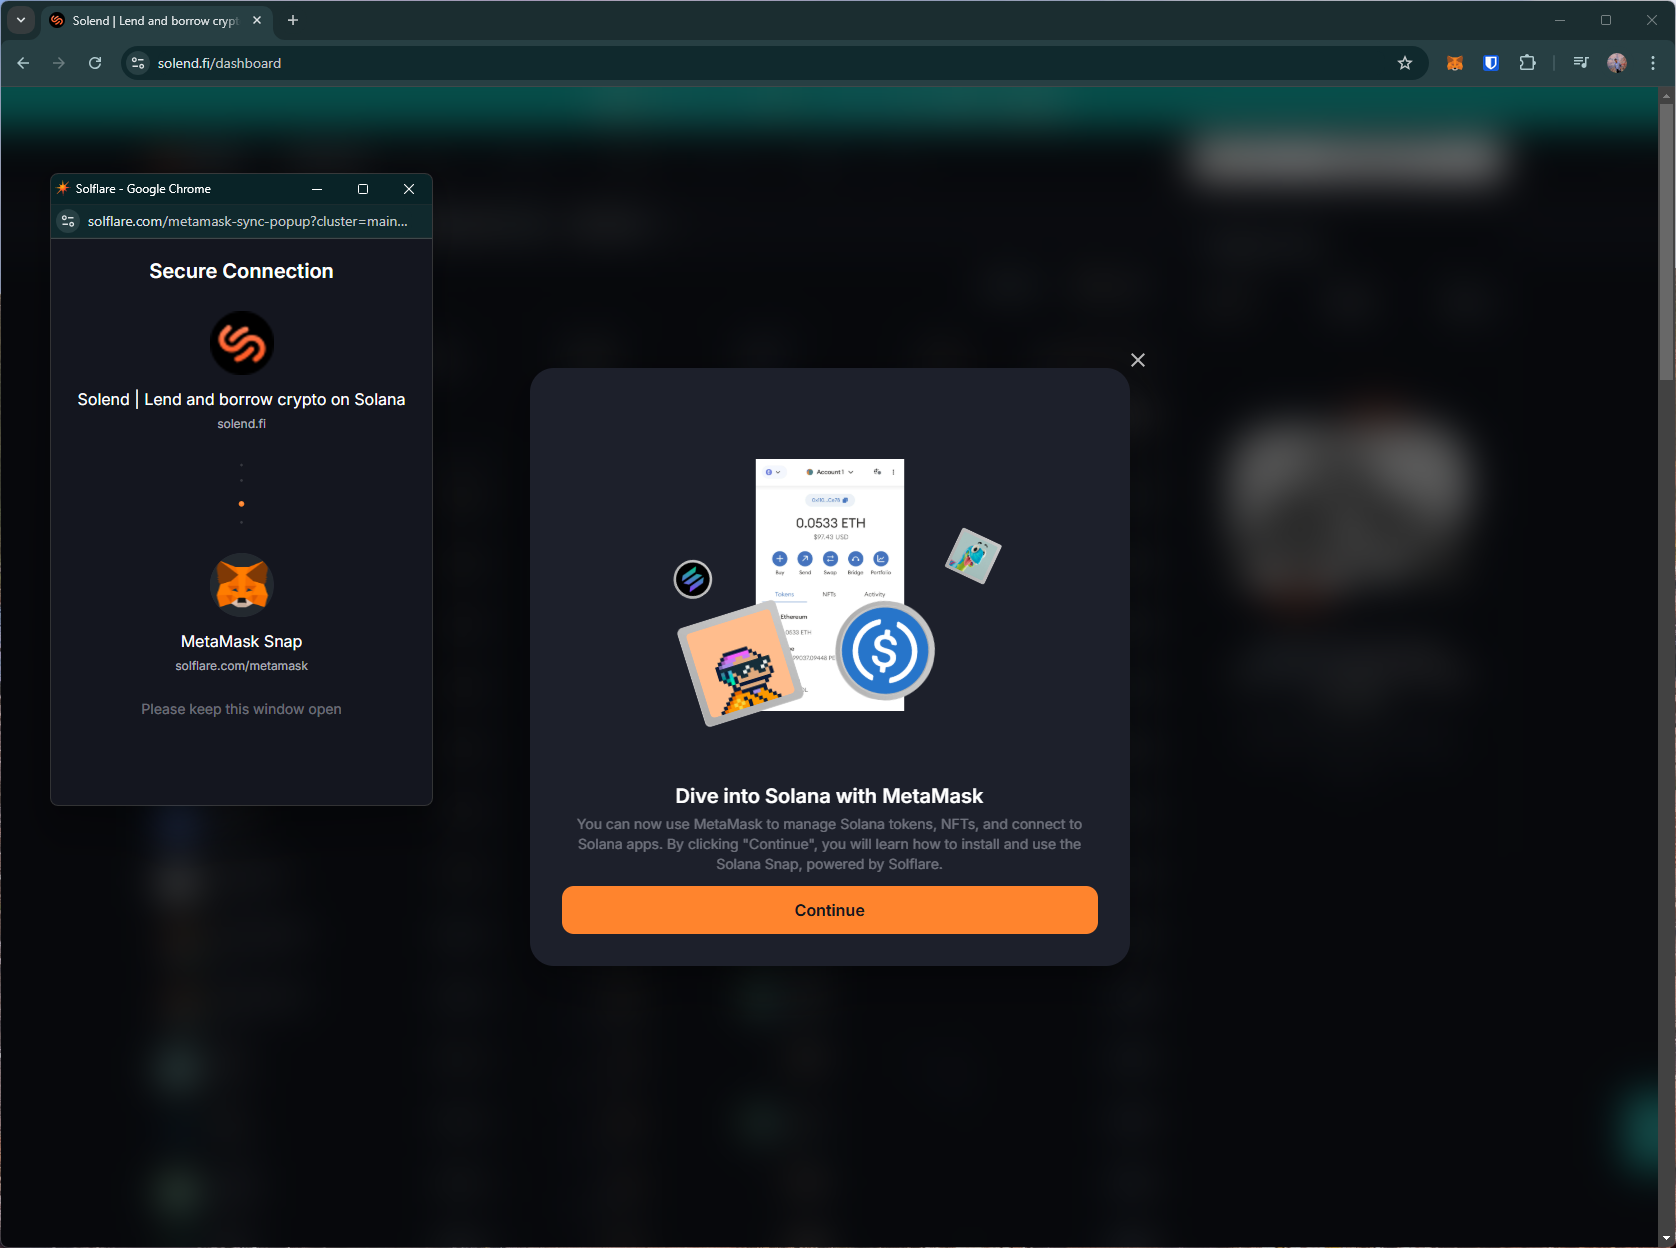 Solend | Lend and borrow crypt
solend.fi/dashboard
Solflare - Google Chrome
solflare.com/metamask-sync-popup?cluster=main...
Secure Connection
Solend | Lend and borrow crypto on Solana
solend.fi
MetaMask Snap
solflare.com/metamask
Please keep this window open
Account 1
0.0533 ETH
$97.43 USD
Buy Send Swap Bridge Portfolio
Tokens NFTs Activity
Ethereum
Dive into Solana with MetaMask
You can now use MetaMask to manage Solana tokens, NFTs, and connect to
Solana apps. By clicking "Continue", you will learn how to install and use the
Solana Snap, powered by Solflare.
Continue